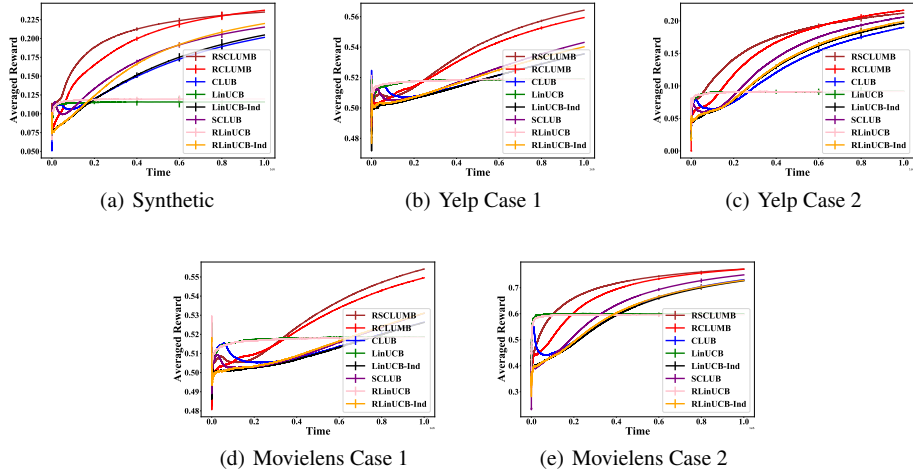 0.225
0.200
0.175
0.150
0.125
0.100
0.075
0.050
Averaged Reward
RSCLUMB
RCLUMB
CLUB
LinUCB
LinUCB-Ind
SCLUB
RLinUCB
RLinUCB-Ind
0.0 0.2 0.4 0.6 0.8 1.0
Time
(a) Synthetic
0.56
0.54
0.52
0.50
0.48
Averaged Reward
RSCLUMB
RCLUMB
CLUB
LinUCB
LinUCB-Ind
SCLUB
RLinUCB
RLinUCB-Ind
0.0 0.2 0.4 0.6 0.8 1.0
Time
(b) Yelp Case 1
0.20
0.15
0.10
0.05
0.00
Averaged Reward
RSCLUMB
RCLUMB
CLUB
LinUCB
LinUCB-Ind
SCLUB
RLinUCB
RLinUCB-Ind
0.0 0.2 0.4 0.6 0.8 1.0
Time
(c) Yelp Case 2
0.55
0.54
0.53
0.52
0.51
0.50
0.49
0.48
Averaged Reward
RSCLUMB
RCLUMB
CLUB
LinUCB
LinUCB-Ind
SCLUB
RLinUCB
RLinUCB-Ind
0.0 0.2 0.4 0.6 0.8 1.0
Time
(d) Movielens Case 1
0.7
0.6
0.5
0.4
0.3
Averaged Reward
RSCLUMB
RCLUMB
CLUB
LinUCB
LinUCB-Ind
SCLUB
RLinUCB
RLinUCB-Ind
0.0 0.2 0.4 0.6 0.8 1.0
Time
(e) Movielens Case 2